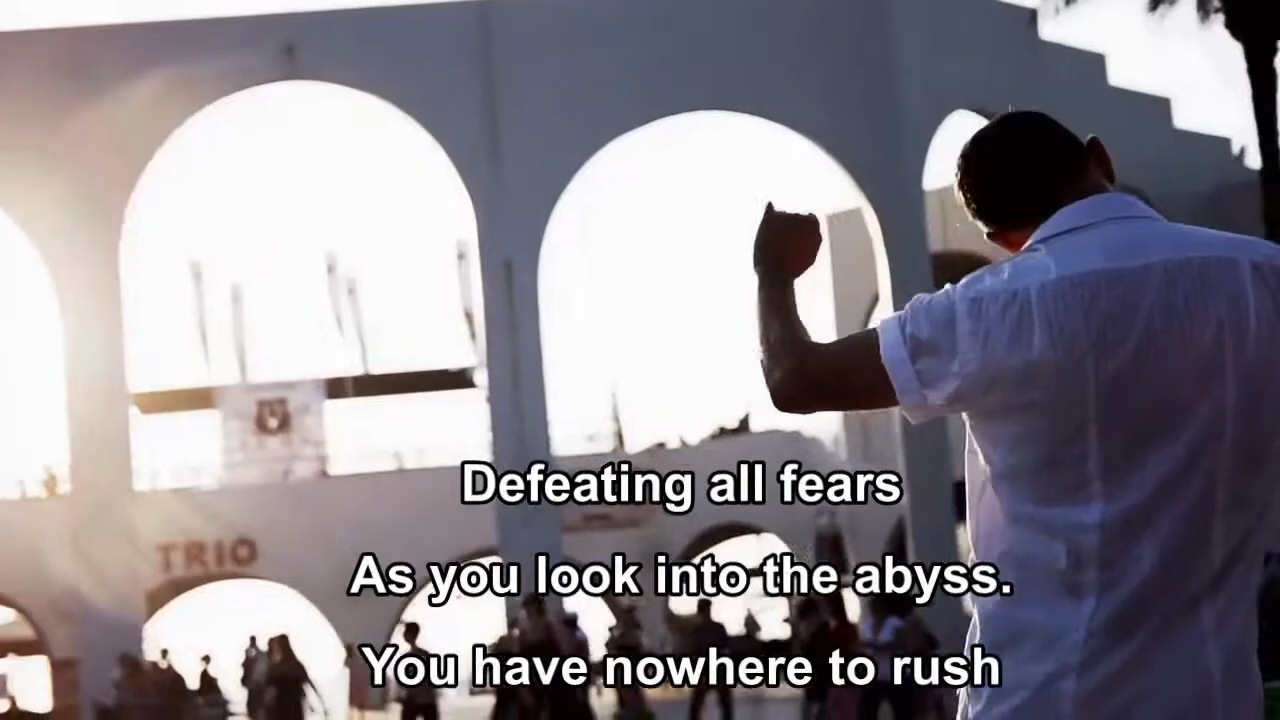 TRIO
Defeating all fears
As you look into the abyss.
You have nowhere to rush